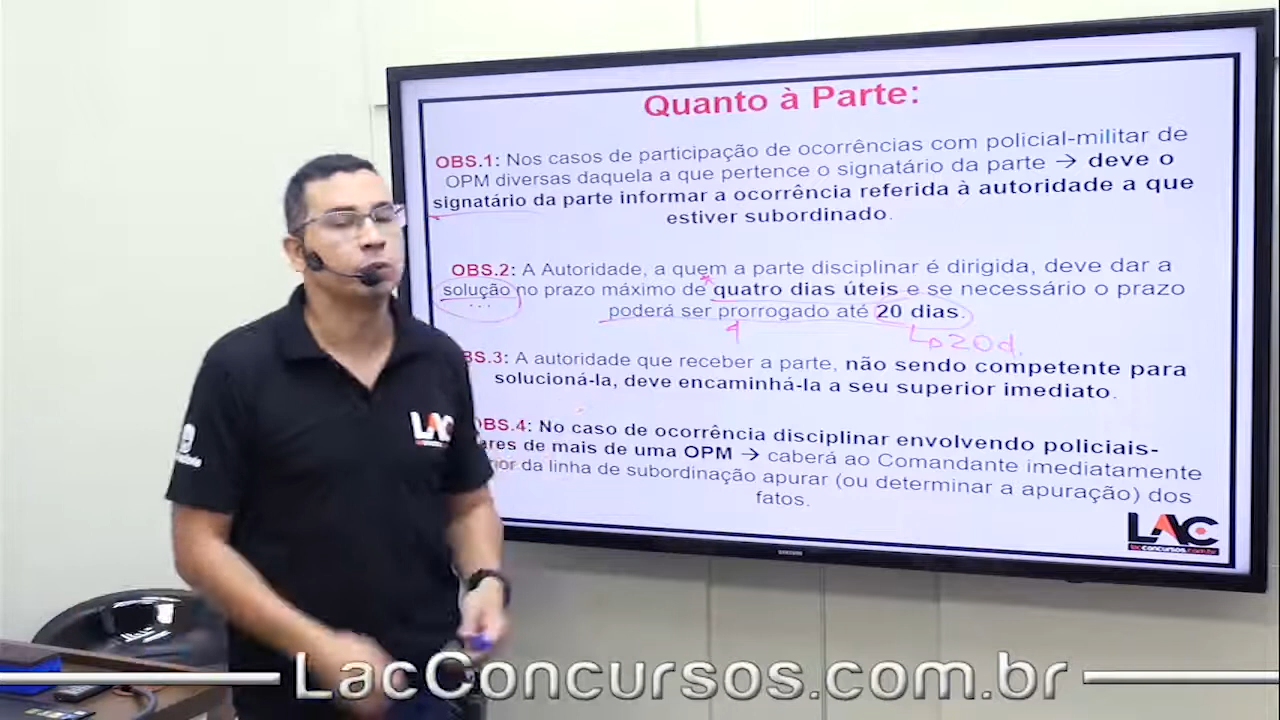 Quanto à Parte:
OBS.1: Nos casos de participação de ocorrências com policial-militar de
OPM diversas daquela a que pertence o signatário da parte → deve o
signatário da parte informar a ocorrência referida à autoridade a que
estiver subordinado.
OBS.2: A Autoridade, a quem a parte disciplinar é dirigida, deve dar a
solução no prazo máximo de quatro dias úteis e se necessário o prazo
poderá ser prorrogado até 20 dias.
20d.
BS.3: A autoridade que receber a parte, não sendo competente para
solucioná-la, deve encaminhá-la a seu superior imediato.
OBS.4: No caso de ocorrência disciplinar envolvendo policiais-
ares de mais de uma OPM → caberá ao Comandante imediatamente
da linha de subordinação apurar (ou determinar a apuração) dos
fatos.
LAC
lacconcursos.com.br
LAC
LacConcursos.com.br